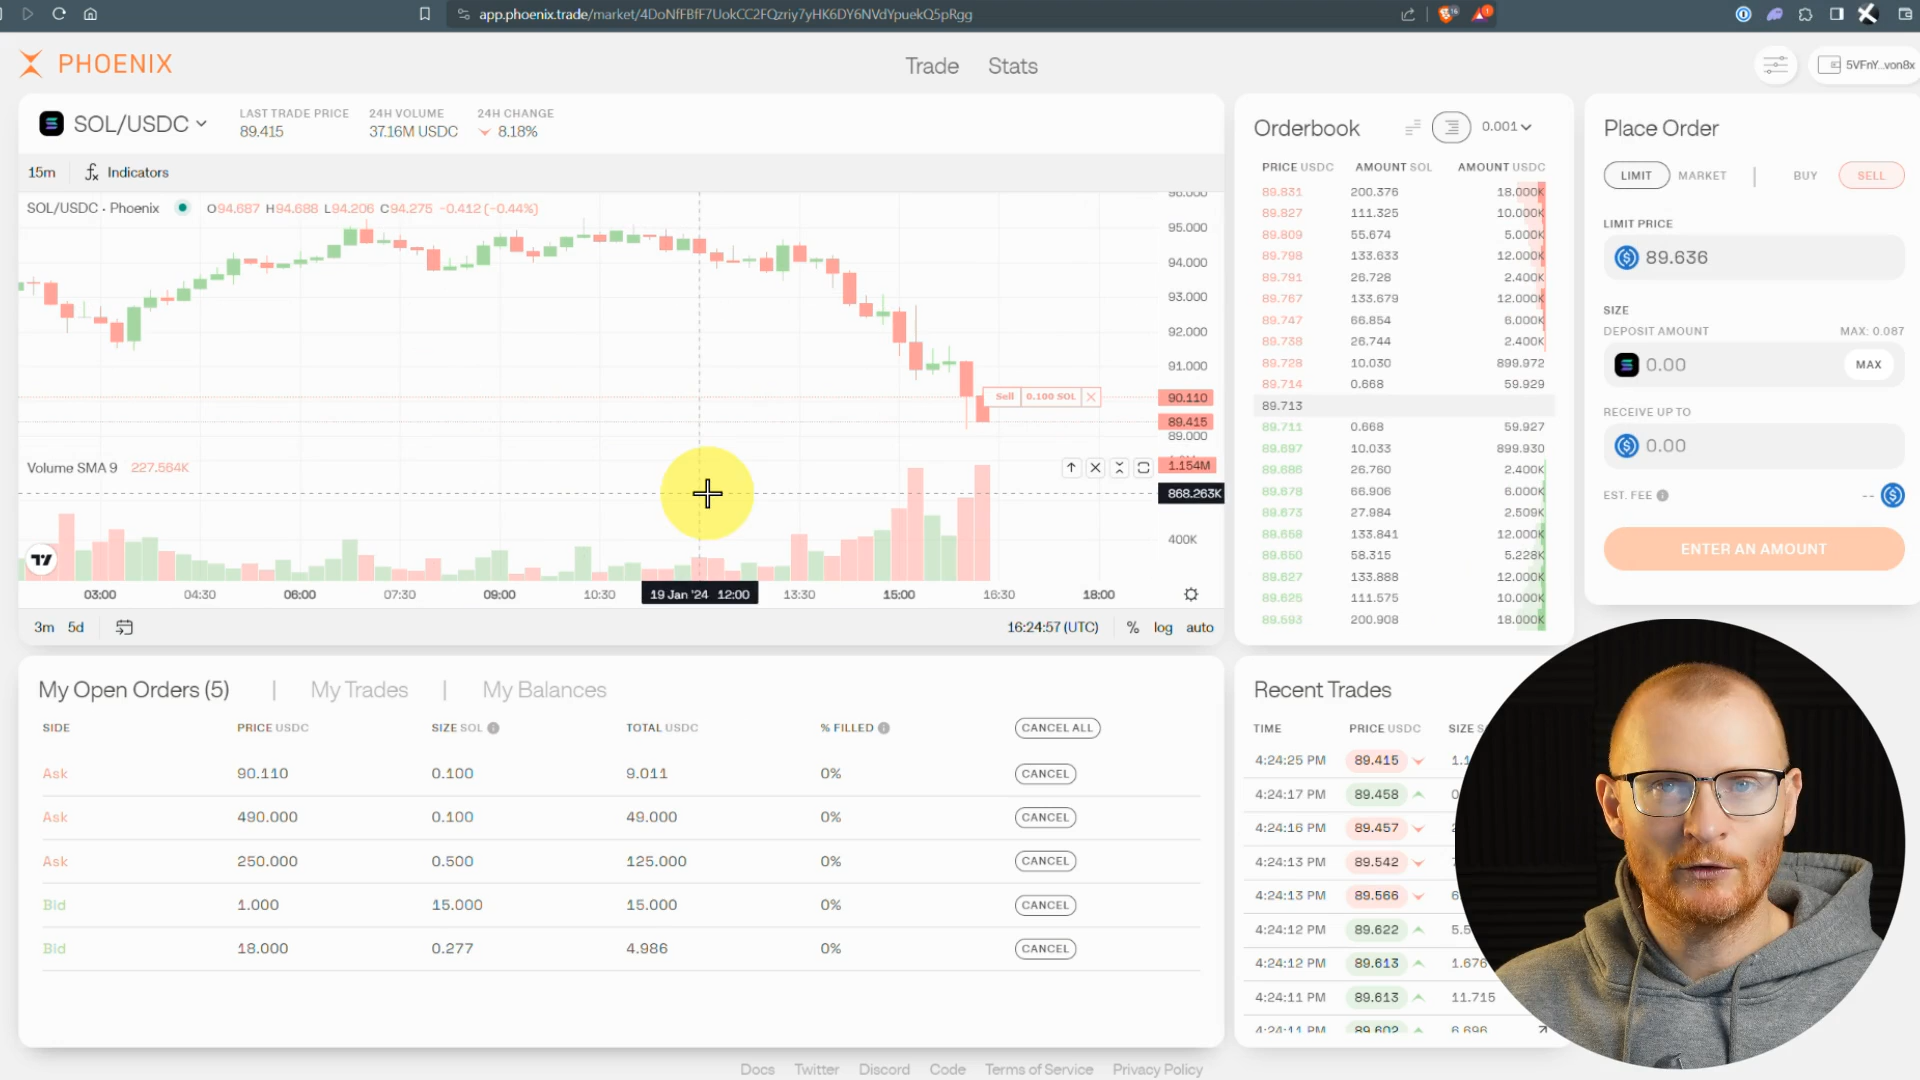 app.phoenix.trade/market/4DoNfFBfF7UokCC2FQzriy7yHK6DY6NVdYpuekQ5pRgg
PHOENIX
Trade Stats
5VFnY...von8x
SOL/USDC
LAST TRADE PRICE 24H VOLUME 24H CHANGE
89.415 37.16M USDC 8.18%
15m Indicators
SOL/USDC · Phoenix O94.687 H94.688 L94.206 C94.275 −0.412 (−0.44%)
96.000
95.000
94.000
93.000
92.000
91.000
Sell 0.100 SOL
90.110
89.415
89.000
Volume SMA 9 227.564K
1.154M
868.263K
400K
03:00 04:30 06:00 07:30 09:00 10:30 19 Jan '24 12:00 13:30 15:00 16:30 18:00
3m 5d 16:24:57 (UTC) % log auto
Orderbook 0.001
PRICE USDC AMOUNT SOL AMOUNT USDC
89.831 200.376 18.000K
89.827 111.325 10.000K
89.809 55.674 5.000K
89.798 133.633 12.000K
89.791 26.728 2.400K
89.767 133.679 12.000K
89.747 66.854 6.000K
89.738 26.744 2.400K
89.728 10.030 899.972
89.714 0.668 59.929
89.713
89.711 0.668 59.927
89.697 10.033 899.930
89.686 26.760 2.400K
89.678 66.906 6.000K
89.673 27.984 2.509K
89.658 133.841 12.000K
89.650 58.315 5.228K
89.627 133.888 12.000K
89.625 111.575 10.000K
89.593 200.908 18.000K
Place Order
LIMIT MARKET | BUY SELL
LIMIT PRICE
89.636
SIZE
DEPOSIT AMOUNT MAX: 0.087
0.00 MAX
RECEIVE UP TO
0.00
EST. FEE --
ENTER AN AMOUNT
My Open Orders (5) | My Trades | My Balances
SIDE PRICE USDC SIZE SOL TOTAL USDC % FILLED CANCEL ALL
Ask 90.110 0.100 9.011 0% CANCEL
Ask 490.000 0.100 49.000 0% CANCEL
Ask 250.000 0.500 125.000 0% CANCEL
Bid 1.000 15.000 15.000 0% CANCEL
Bid 18.000 0.277 4.986 0% CANCEL
Recent Trades
TIME PRICE USDC SIZE
4:24:25 PM 89.415
4:24:17 PM 89.458
4:24:16 PM 89.457
4:24:13 PM 89.542
4:24:13 PM 89.566
4:24:12 PM 89.622
4:24:12 PM 89.613 1.676
4:24:11 PM 89.613 11.715
4:24:11 PM 89.602 6.696
Docs Twitter Discord Code Terms of Service Privacy Policy